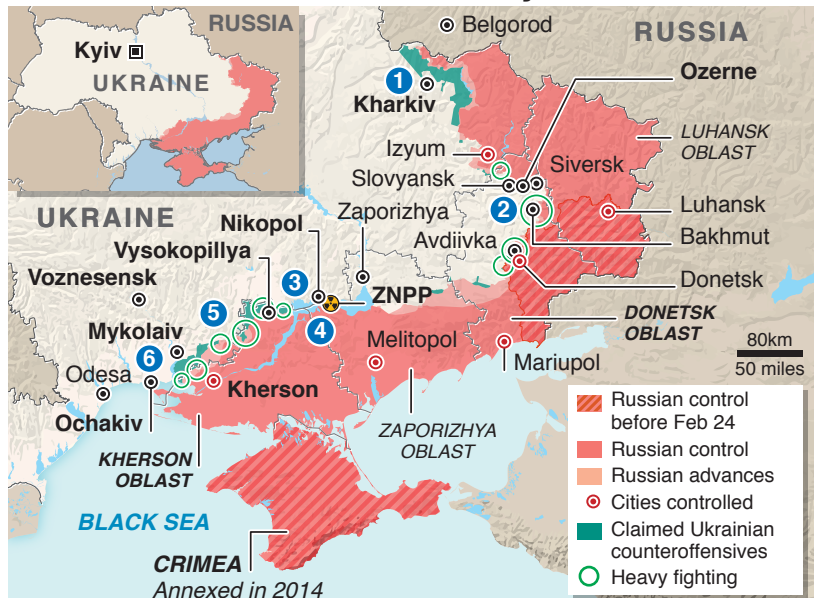 RUSSIA
Kyiv
UKRAINE
Belgorod
RUSSIA
1
Kharkiv
Ozerne
LUHANSK
OBLAST
Izyum
Slovyansk
Siversk
UKRAINE
Nikopol
Zaporizhya
2
Luhansk
Vysokopillya
Avdiivka
Bakhmut
Voznesensk
3
ZNPP
Donetsk
5
4
Mykolaiv
Melitopol
DONETSK
OBLAST
6
Odesa
Kherson
Mariupol
80km
50 miles
Ochakiv
KHERSON
OBLAST
ZAPORIZHYA
OBLAST
BLACK SEA
CRIMEA
Annexed in 2014
Russian control
before Feb 24
Russian control
Russian advances
Cities controlled
Claimed Ukrainian
counteroffensives
Heavy fighting